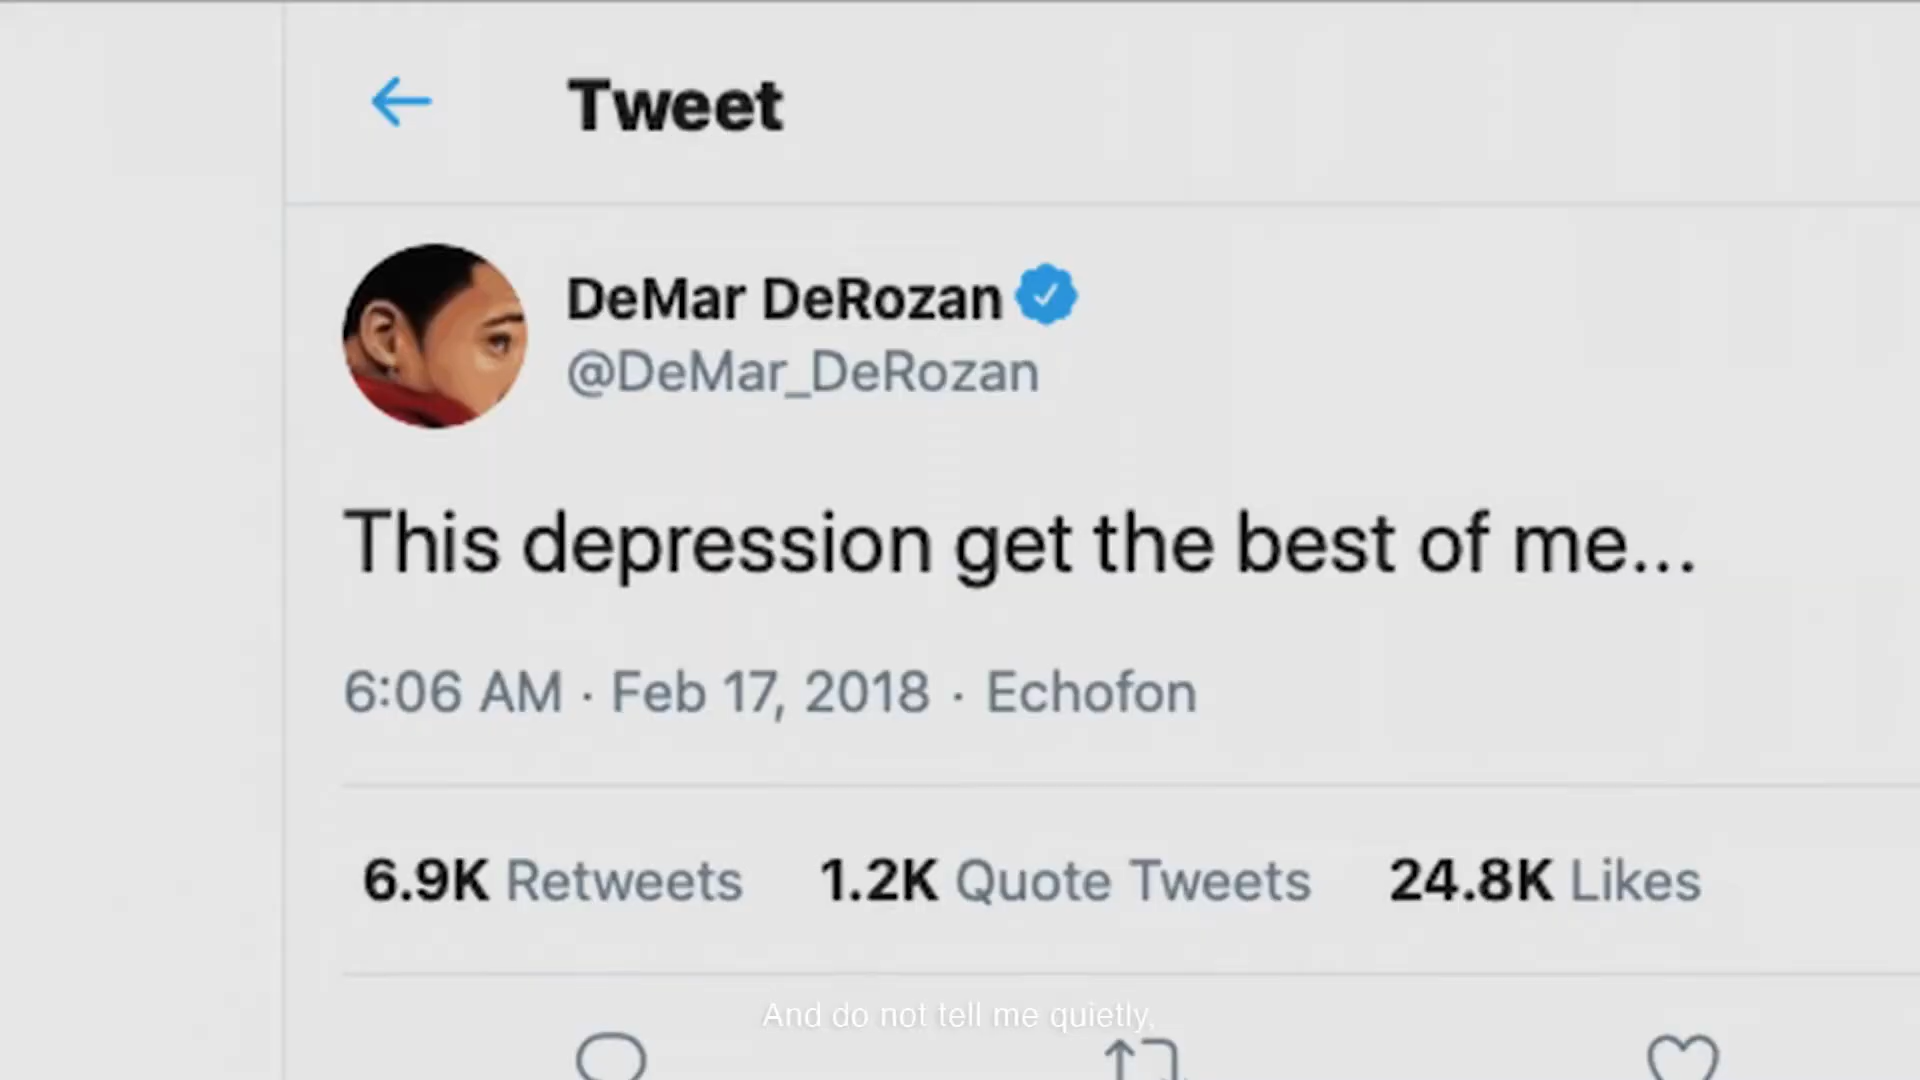 Tweet
DeMar DeRozan
@DeMar_DeRozan
This depression get the best of me...
6:06 AM · Feb 17, 2018 · Echofon
6.9K Retweets 1.2K Quote Tweets 24.8K Likes
And do not tell me quietly,